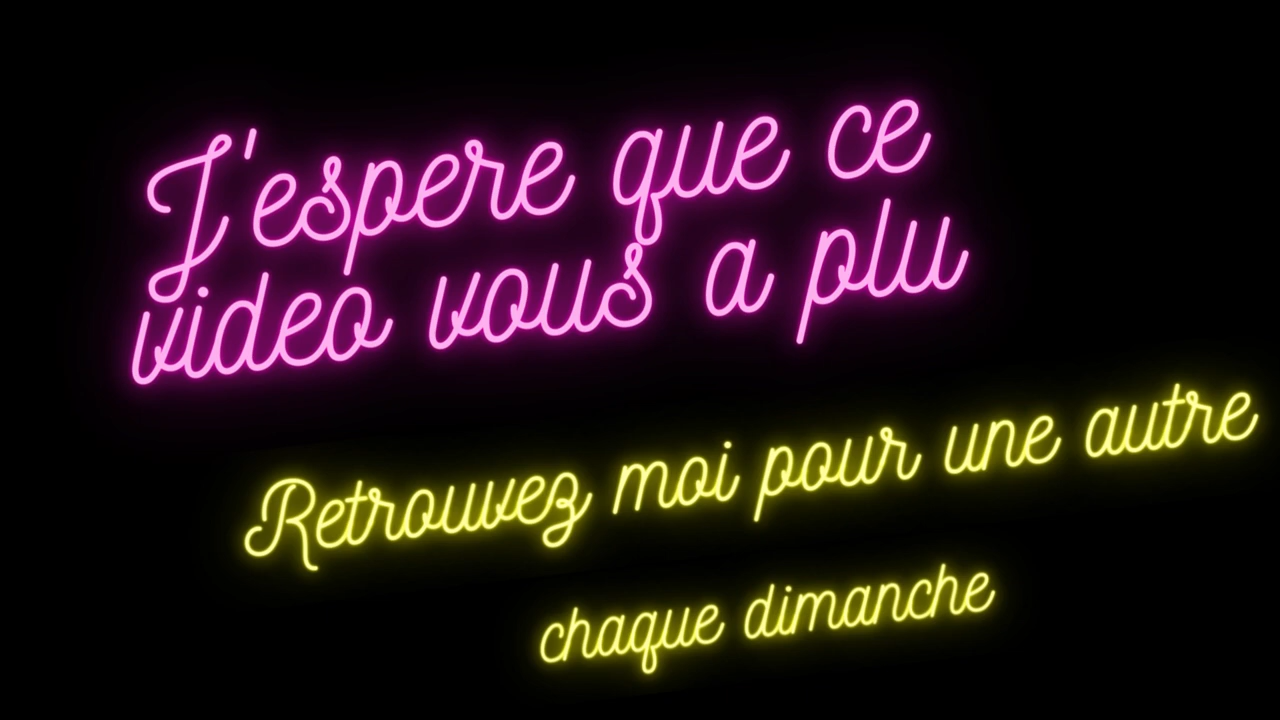 J'espere que ce
video vous a plu
Retrouvez moi pour une autre
chaque dimanche